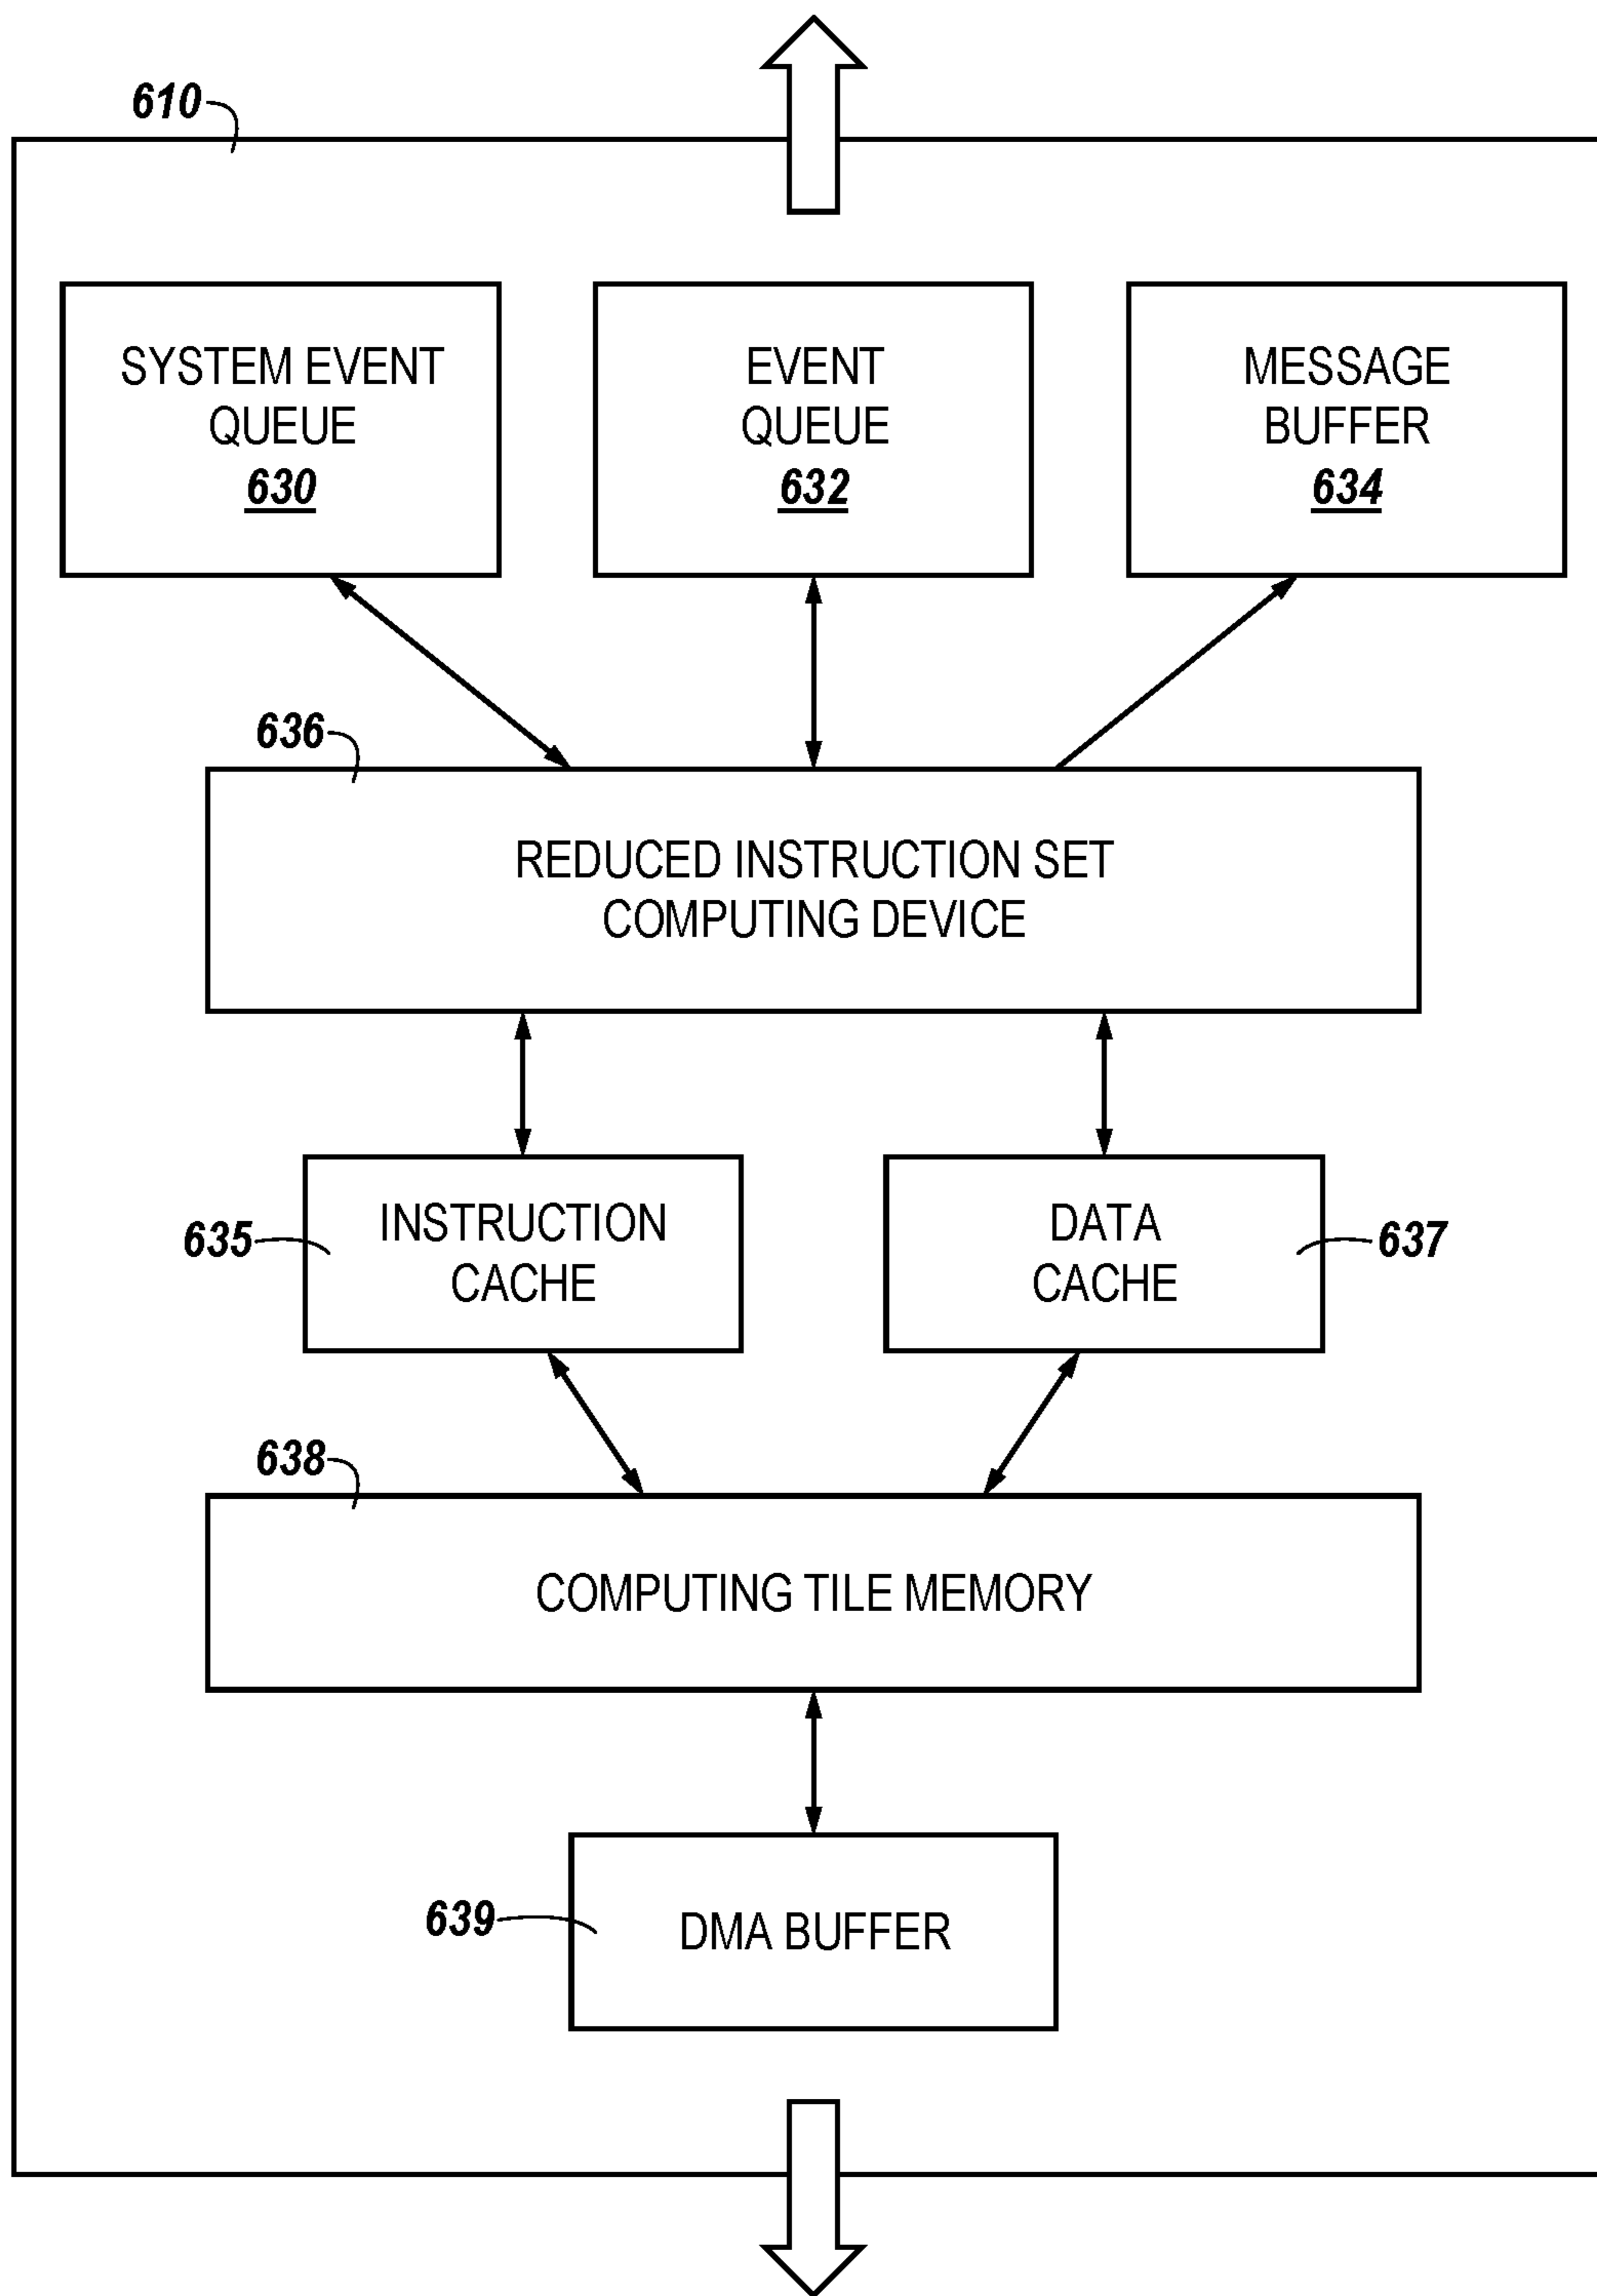 610
SYSTEM EVENT
QUEUE
630
EVENT
QUEUE
632
MESSAGE
BUFFER
634
636
REDUCED INSTRUCTION SET
COMPUTING DEVICE
635
INSTRUCTION
CACHE
DATA
CACHE
637
638
COMPUTING TILE MEMORY
639
DMA BUFFER